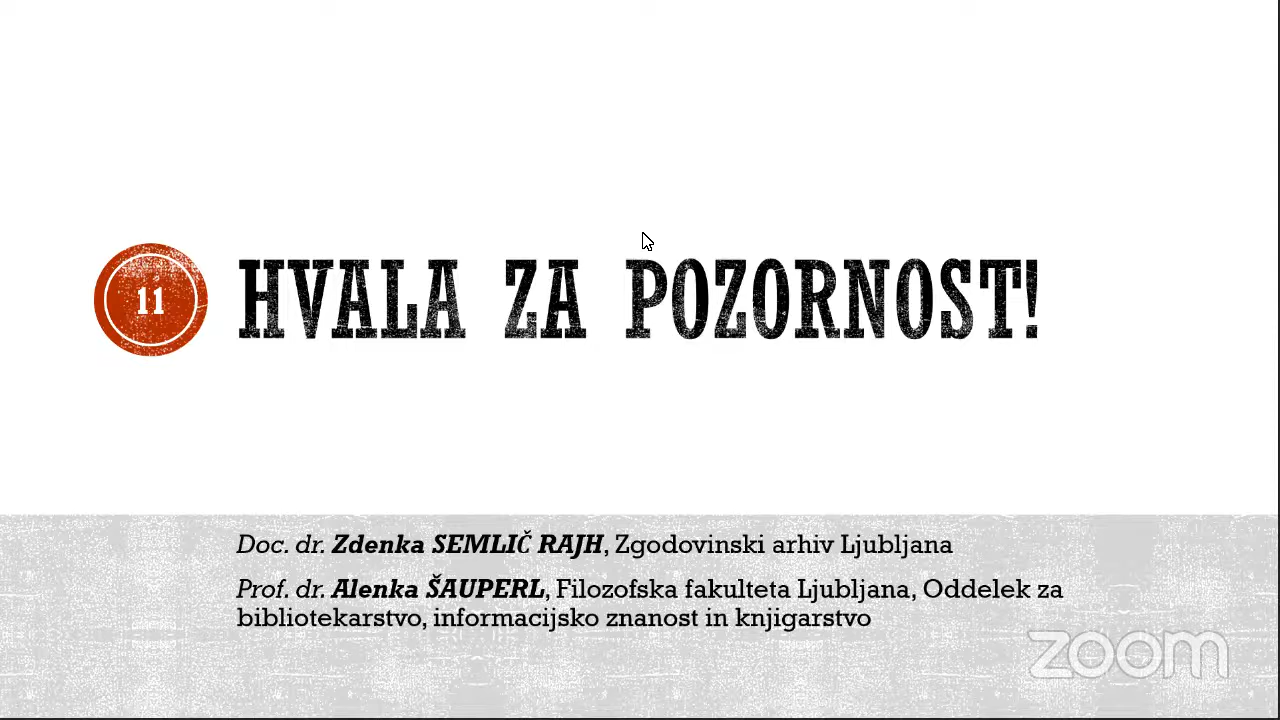 11
HVALA ZA POZORNOST!
Doc. dr. Zdenka SEMLIČ RAJH, Zgodovinski arhiv Ljubljana
Prof. dr. Alenka ŠAUPERL, Filozofska fakulteta Ljubljana, Oddelek za
bibliotekarstvo, informacijsko znanost in knjigarstvo
zoom